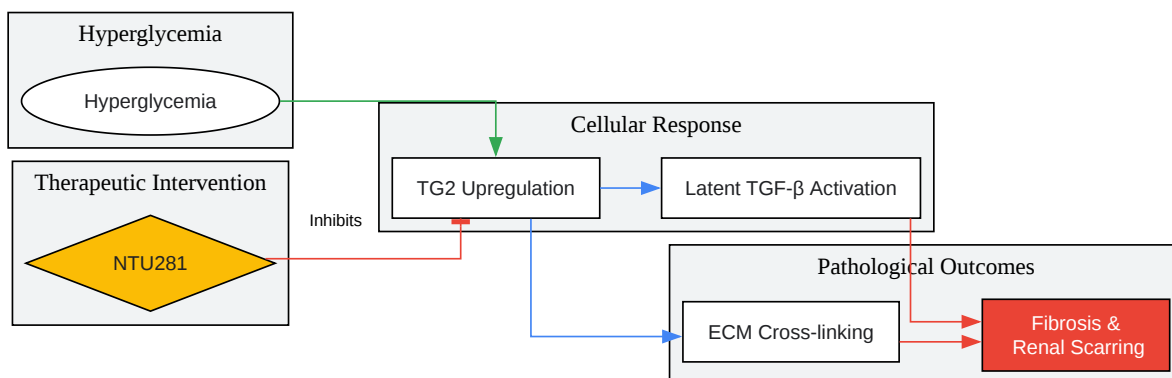 Hyperglycemia
Hyperglycemia
Cellular Response
TG2 Upregulation
Latent TGF-β Activation
Therapeutic Intervention
NTU281
Inhibits
Pathological Outcomes
ECM Cross-linking
Fibrosis &
Renal Scarring